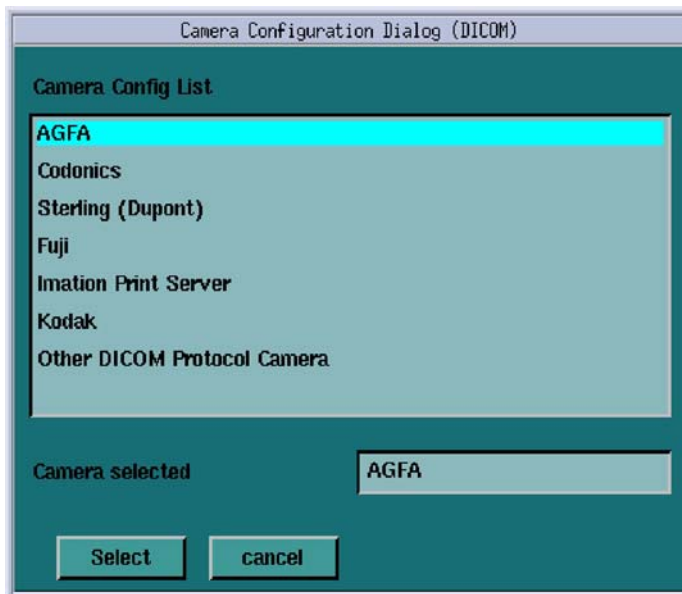 Camera Configuration Dialog (DICOM)
Camera Config List
AGFA
Codonics
Sterling (Dupont)
Fuji
Imation Print Server
Kodak
Other DICOM Protocol Camera
Camera selected AGFA
Select cancel